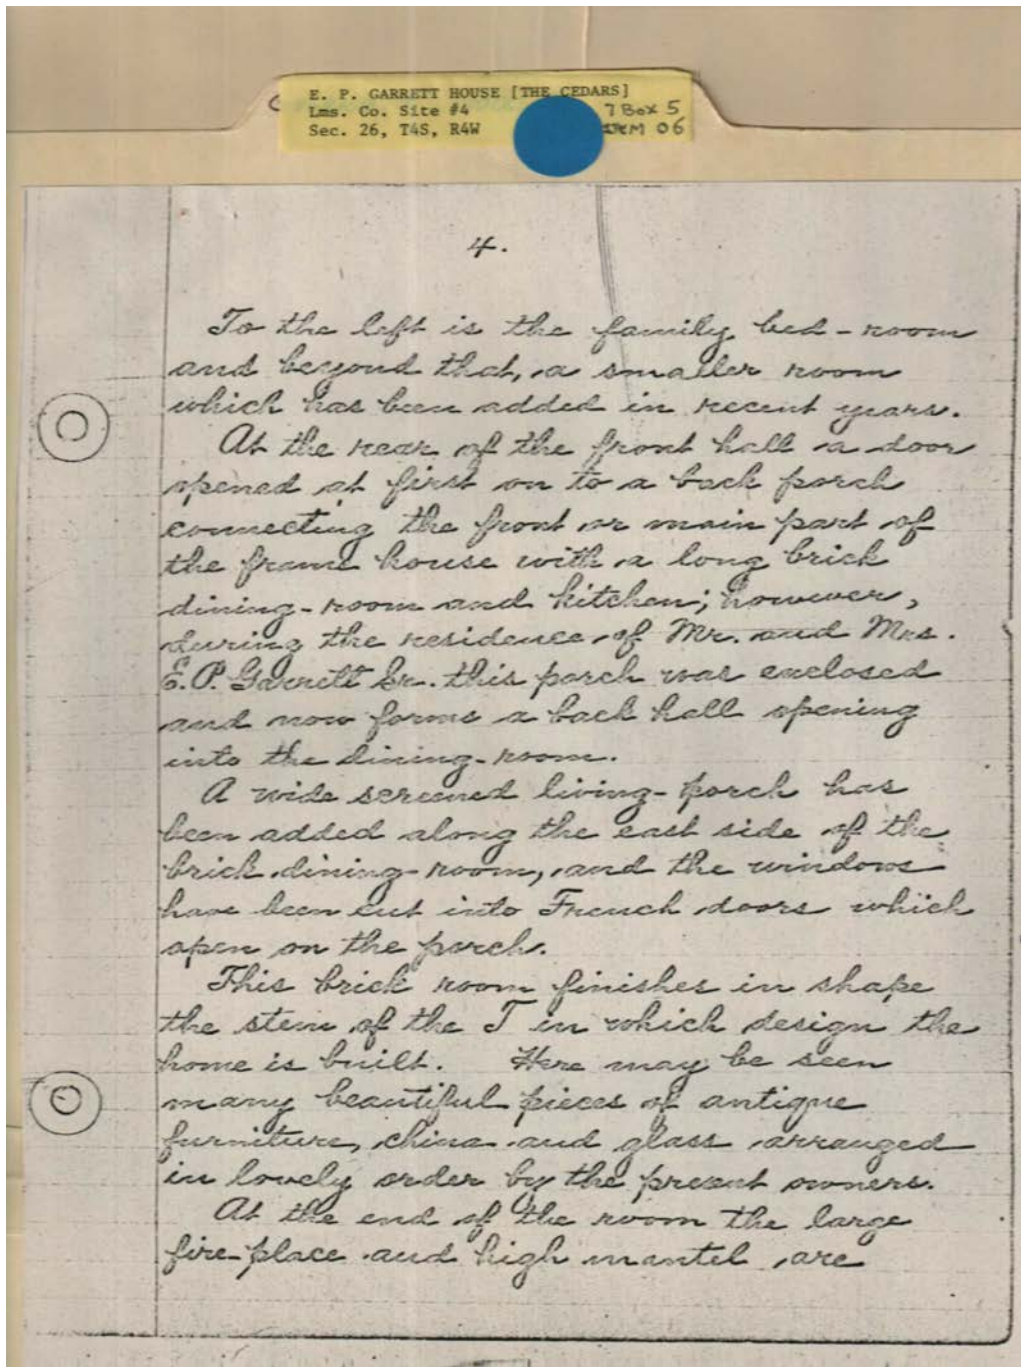 E. P. GARRETT HOUSE [THE CEDARS]
Lms. Co. Site #4 7 Box 5
Sec. 26, T4S, R4W 06
4.
To the left is the family bed-room
and beyond that, a smaller room
which has been added in recent years.
At the rear of the front hall a door
opened at first on to a back porch
connecting the front or main part of
the frame house with a long brick
dining-room and kitchen; however,
during the residence of Mr. and Mrs.
E.P. Garrett Sr. this porch was enclosed
and now forms a back hall opening
into the dining-room.
A wide screened living-porch has
been added along the east side of the
brick dining-room, and the windows
have been cut into French doors which
open on the porch.
This brick room finishes in shape
the stem of the T in which design the
home is built. Here may be seen
many beautiful pieces of antique
furniture, china and glass arranged
in lovely order by the present owners.
At the end of the room the large
fire-place and high mantel are